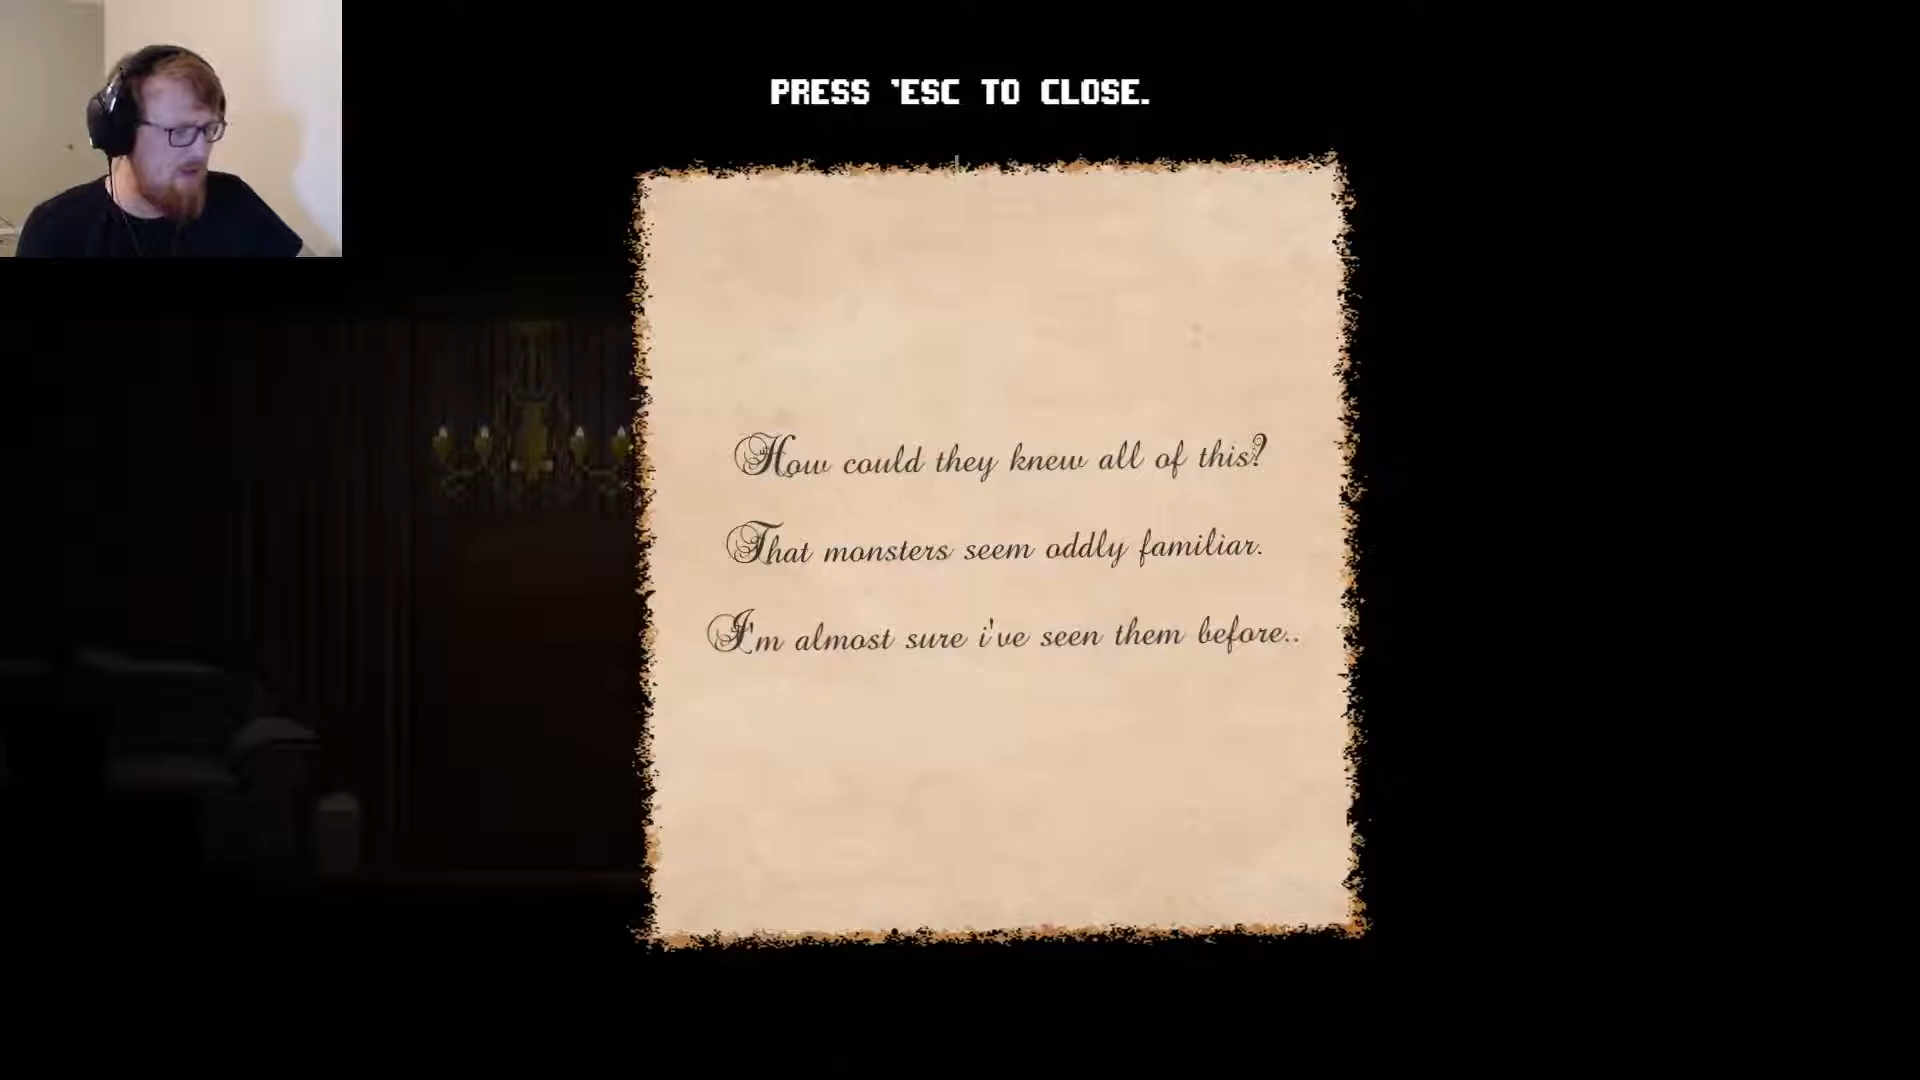 PRESS 'ESC TO CLOSE.
How could they knew all of this?
That monsters seem oddly familiar.
I'm almost sure i've seen them before..